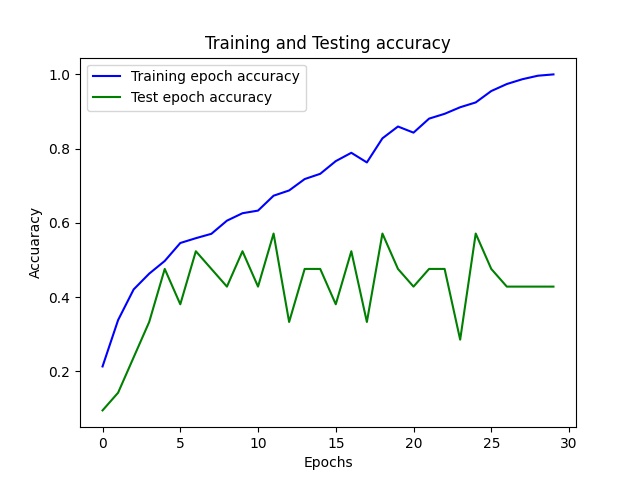 Training and Testing accuracy
Training epoch accuracy
Test epoch accuracy
1.0
0.8
0.6
0.4
0.2
Accuaracy
0 5 10 15 20 25 30
Epochs